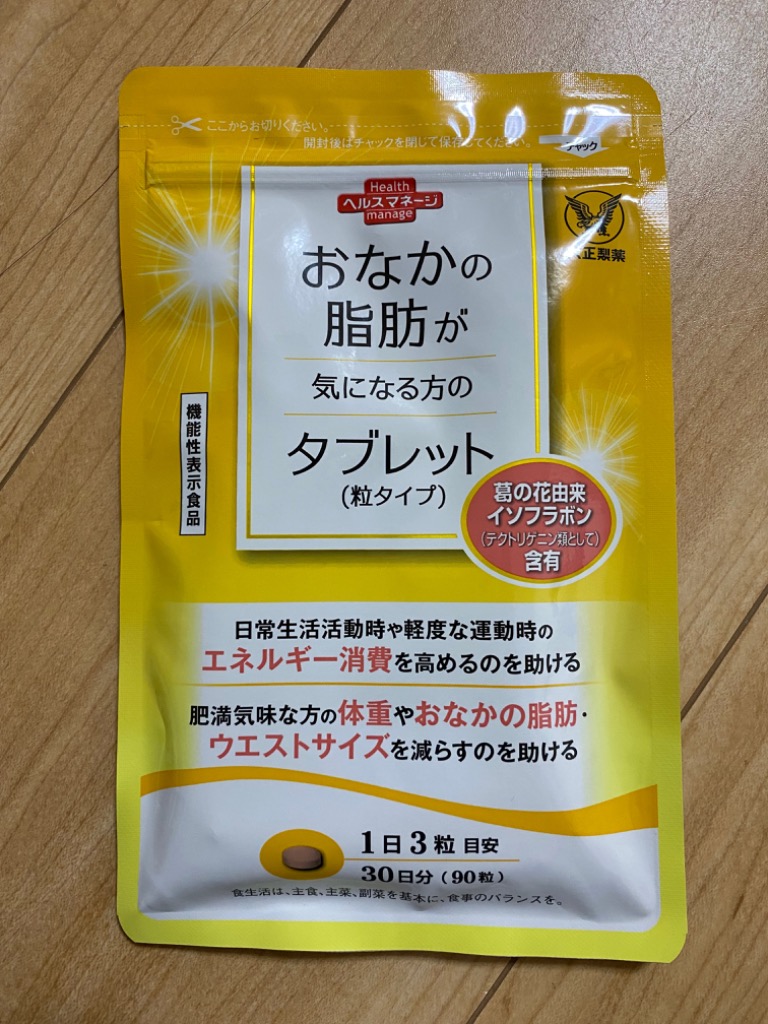 ここからお切りください。
開封後はチャックを閉じて保存してください。
チャック
Health
ヘルスマネージ
manage
正製薬
おなかの
脂肪が
気になる方の
タブレット
(粒タイプ)
機能性表示食品
葛の花由来
イソフラボン
(テクトリゲニン類として)
含有
日常生活活動時や軽度な運動時の
エネルギー消費を高めるのを助ける
肥満気味な方の体重やおなかの脂肪・
ウエストサイズを減らすのを助ける
1日3粒 目安
30日分(90粒)
食生活は、主食、主菜、副菜を基本に、食事のバランスを。